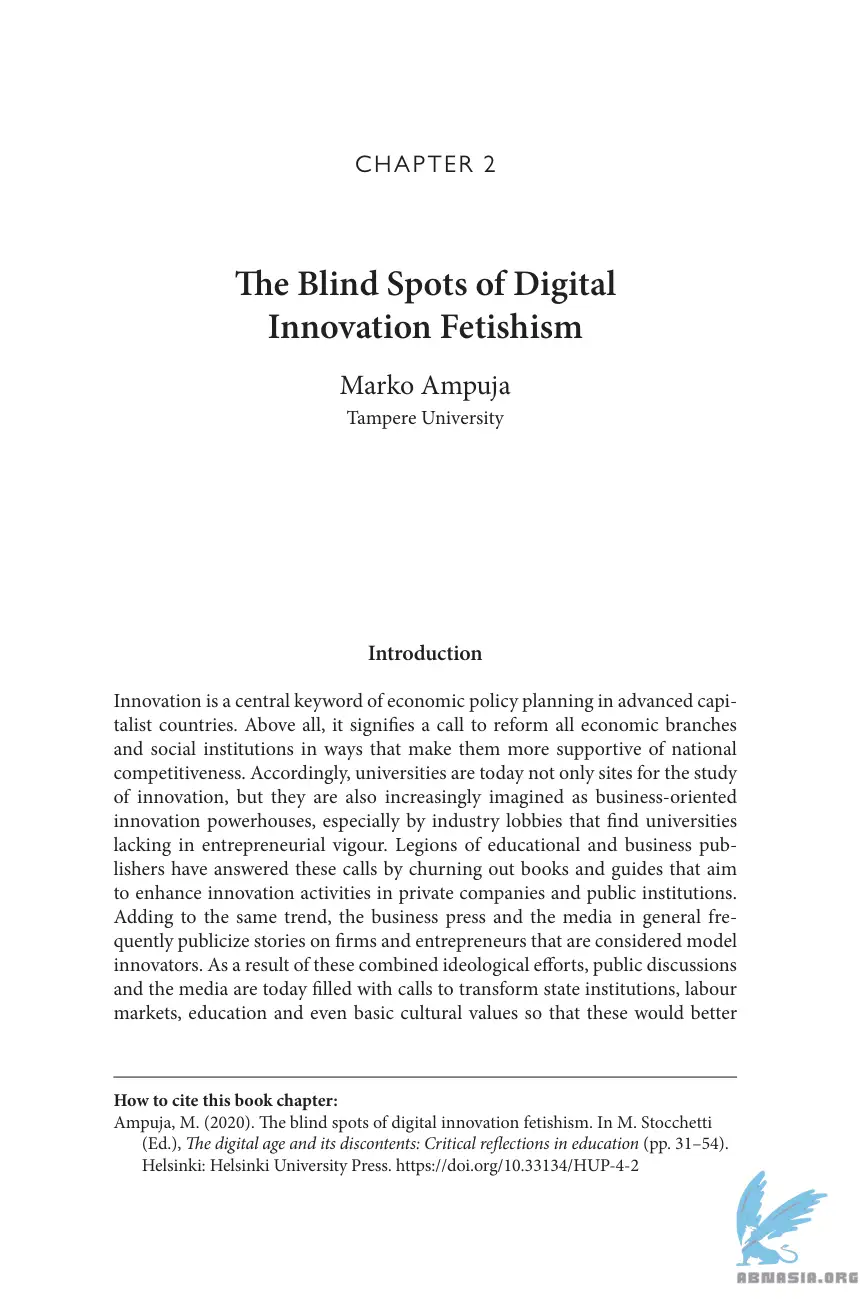 CHAPTER 2
The Blind Spots of Digital
Innovation Fetishism
Marko Ampuja
Tampere University
Introduction
Innovation is a central keyword of economic policy planning in advanced capi-
talist countries. Above all, it signifies a call to reform all economic branches
and social institutions in ways that make them more supportive of national
competitiveness. Accordingly, universities are today not only sites for the study
of innovation, but they are also increasingly imagined as business-oriented
innovation powerhouses, especially by industry lobbies that find universities
lacking in entrepreneurial vigour. Legions of educational and business pub-
lishers have answered these calls by churning out books and guides that aim
to enhance innovation activities in private companies and public institutions.
Adding to the same trend, the business press and the media in general fre-
quently publicize stories on firms and entrepreneurs that are considered model
innovators. As a result of these combined ideological efforts, public discussions
and the media are today filled with calls to transform state institutions, labour
markets, education and even basic cultural values so that these would better
How to cite this book chapter:
Ampuja, M. (2020). The blind spots of digital innovation fetishism. In M. Stocchetti
(Ed.), The digital age and its discontents: Critical reflections in education (pp. 31–54).
Helsinki: Helsinki University Press. https://doi.org/10.33134/HUP-4-2
ABNASIA.ORG